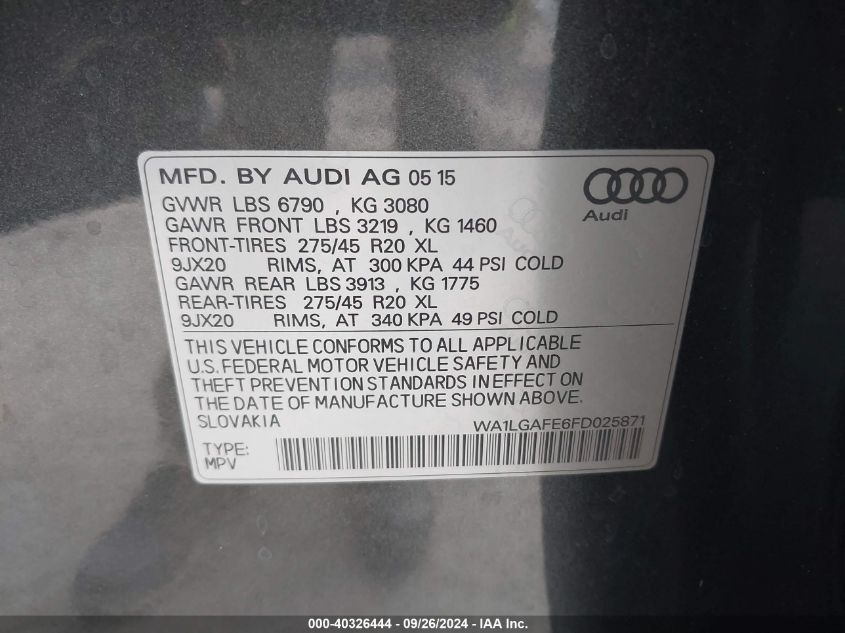 MFD. BY AUDI AG 05 15
GVWR LBS 6790 , KG 3080
GAWR FRONT LBS 3219 , KG 1460
FRONT-TIRES 275/45 R20 XL
9JX20 RIMS, AT 300 KPA 44 PSI COLD
GAWR REAR LBS 3913 , KG 1775
REAR-TIRES 275/45 R20 XL
9JX20 RIMS, AT 340 KPA 49 PSI COLD
Audi
THIS VEHICLE CONFORMS TO ALL APPLICABLE
U.S. FEDERAL MOTOR VEHICLE SAFETY AND
THEFT PREVENTION STANDARDS IN EFFECT ON
THE DATE OF MANUFACTURE SHOWN ABOVE.
SLOVAKIA WA1LGAFE6FD025871
TYPE:
MPV
000-40326444 - 09/26/2024 - IAA Inc.